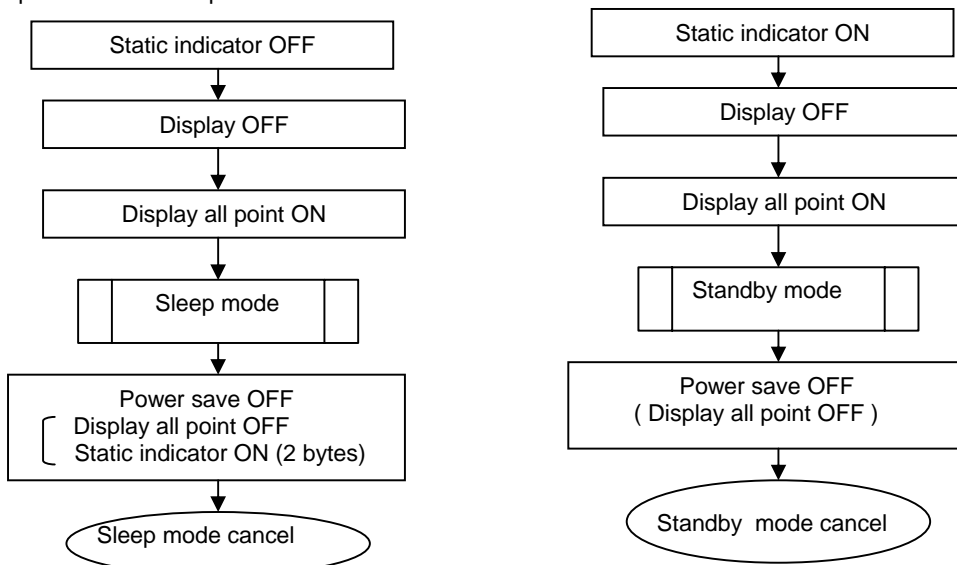 Static indicator OFF
Display OFF
Display all point ON
Sleep mode
Power save OFF
Display all point OFF
Static indicator ON (2 bytes)
Sleep mode cancel
Static indicator ON
Display OFF
Display all point ON
Standby mode
Power save OFF
( Display all point OFF )
Standby mode cancel